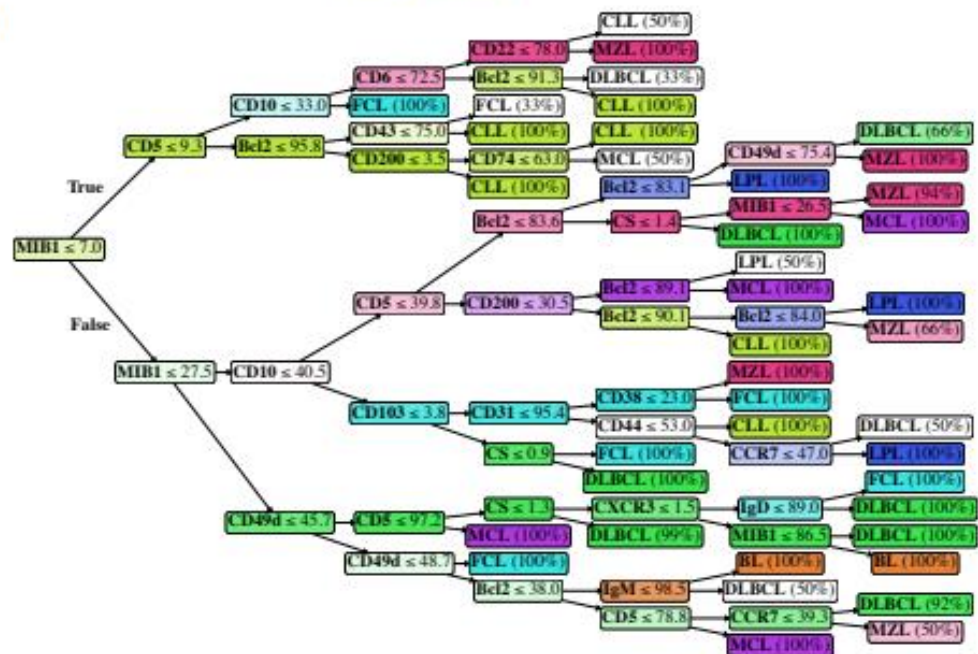 CLL (50%)
CD22 ≤ 78.0 MZL (100%)
CD6 ≤ 72.5 Bcl2 ≤ 91.3 DLBCL (33%)
CD10 ≤ 33.0 FCL (100%) FCL (33%) CLL (100%)
CD5 ≤ 9.3 Bcl2 ≤ 95.8 CD43 ≤ 75.0 CLL (100%) CLL (100%) DLBCL (66%)
CD200 ≤ 3.5 CD74 ≤ 63.0 MCL (50%) CD49d ≤ 75.4 MZL (100%)
True CLL (100%) Bcl2 ≤ 83.1 LPL (100%) MZL (94%)
Bcl2 ≤ 83.6 CS ≤ 1.4 MIB1 ≤ 26.5 MCL (100%)
MIB1 ≤ 7.0 DLBCL (100%)
LPL (50%)
Bcl2 ≤ 89.1 MCL (100%)
False CD5 ≤ 39.8 CD200 ≤ 30.5 Bcl2 ≤ 90.1 Bcl2 ≤ 84.0 LPL (100%)
MZL (66%)
CLL (100%)
MIB1 ≤ 27.5 CD10 ≤ 40.5 MZL (100%)
CD38 ≤ 23.0 FCL (100%)
CD103 ≤ 3.8 CD31 ≤ 95.4 CD44 ≤ 53.0 CLL (100%) DLBCL (50%)
CS ≤ 0.9 FCL (100%) CCR7 ≤ 47.0 LPL (100%)
DLBCL (100%) FCL (100%)
CD49d ≤ 45.7 CD5 ≤ 97.2 CS ≤ 1.3 CXCR3 ≤ 1.5 IgD ≤ 89.0 DLBCL (100%)
MCL (100%) DLBCL (99%) MIB1 ≤ 86.5 DLBCL (100%)
CD49d ≤ 48.7 FCL (100%) BL (100%) BL (100%)
Bcl2 ≤ 38.0 IgM ≤ 98.5 DLBCL (50%)
CD5 ≤ 78.8 CCR7 ≤ 39.3 DLBCL (92%)
MCL (100%) MZL (50%)